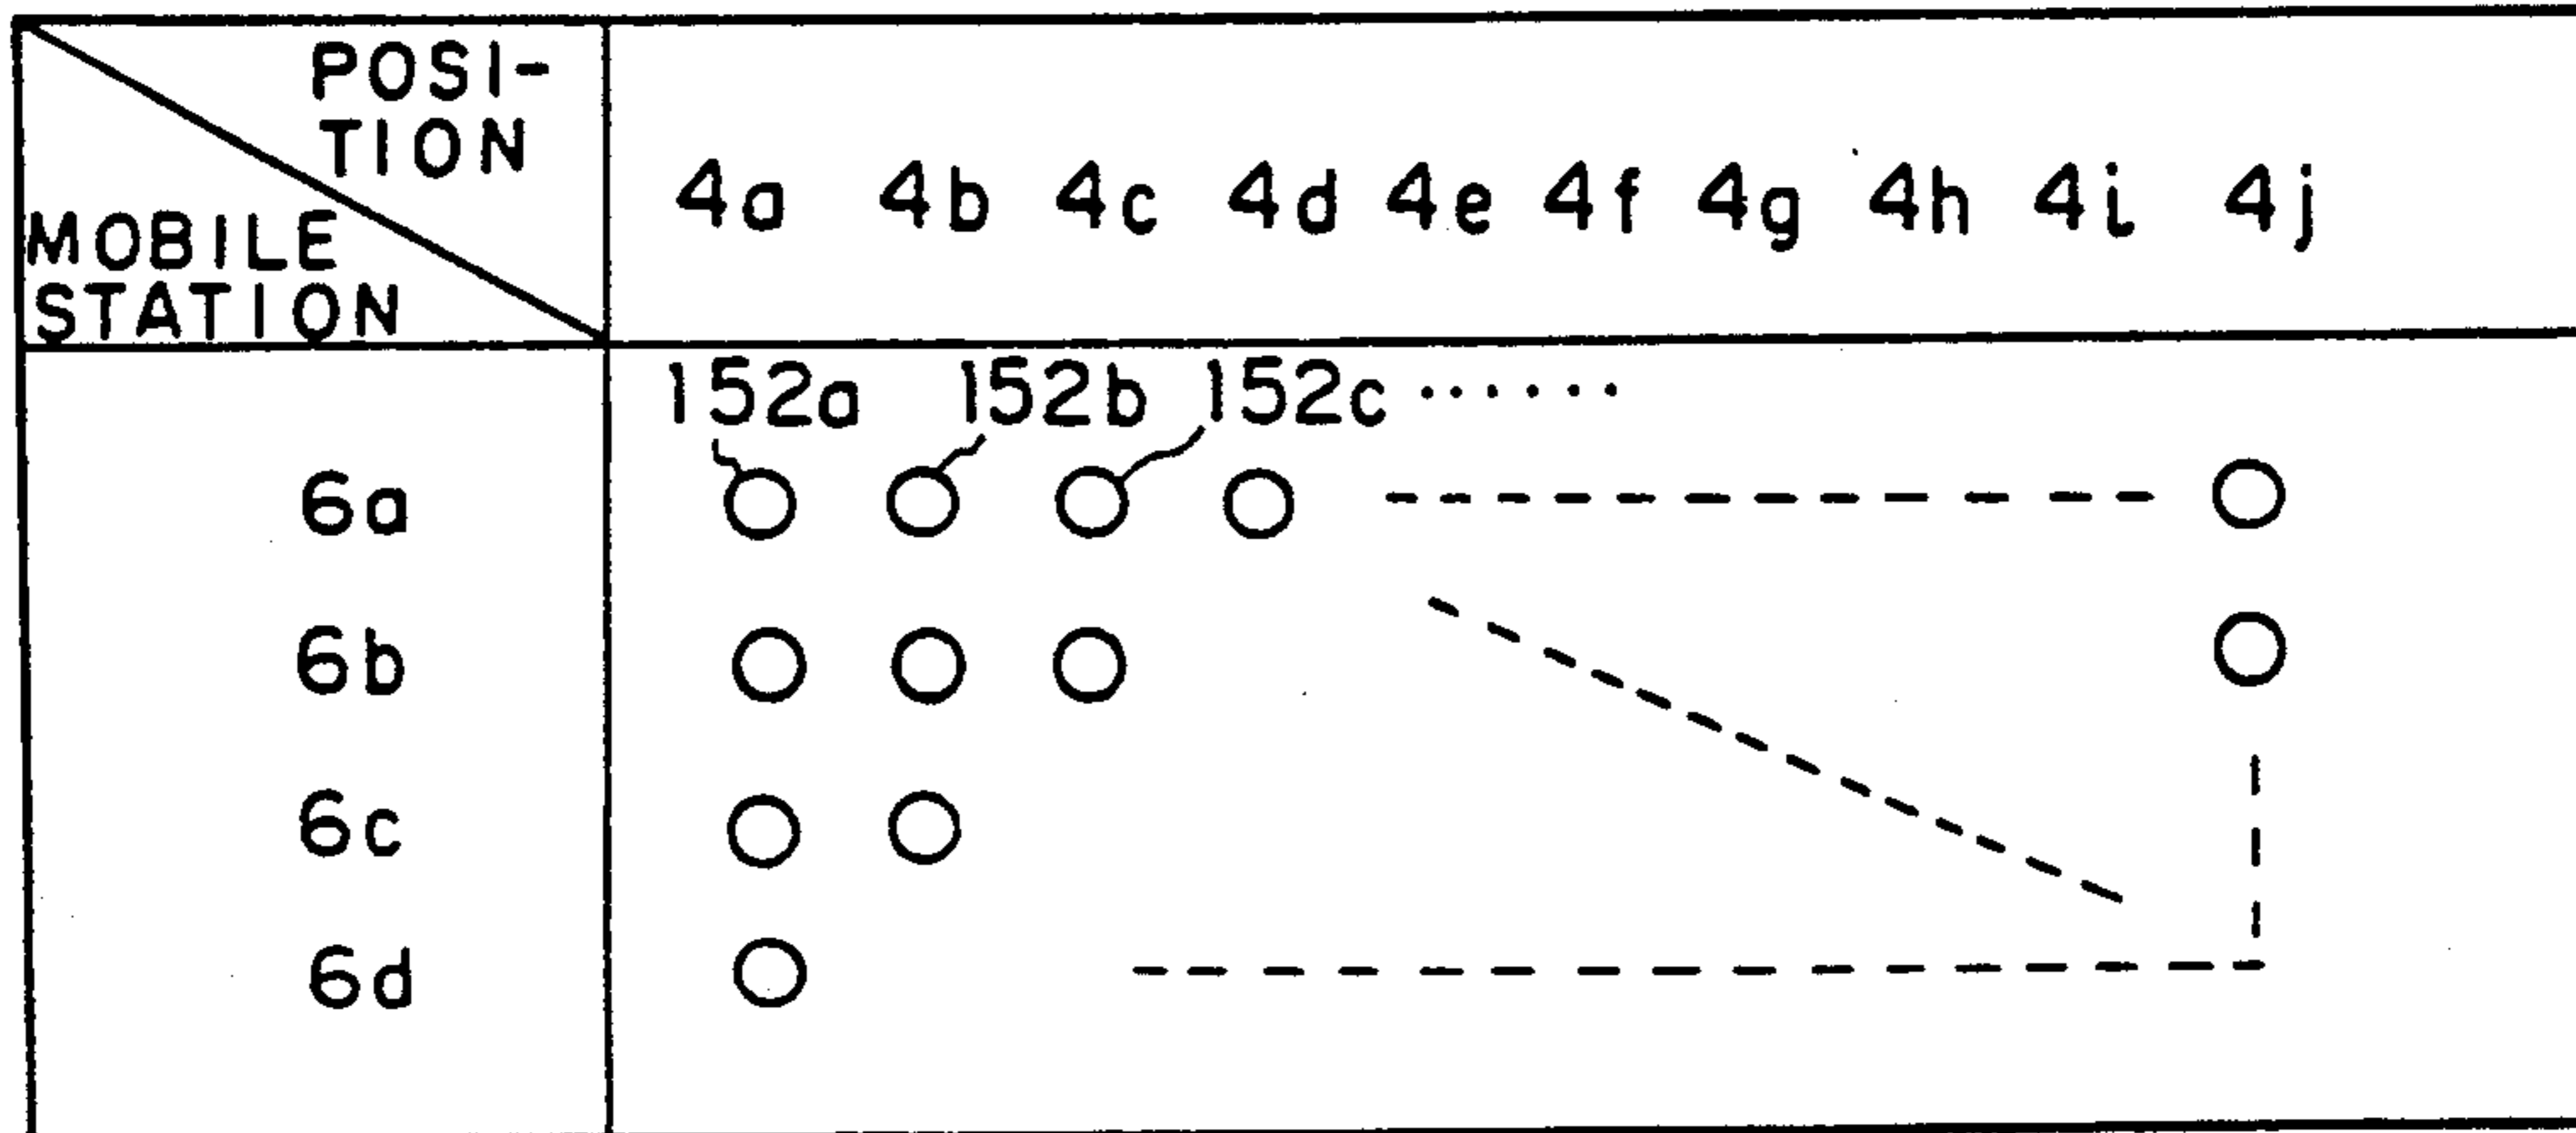 POSI-
TION
MOBILE
STATION
4a 4b 4c 4d 4e 4f 4g 4h 4i 4j
152a 152b 152c ······
6a
6b
6c
6d